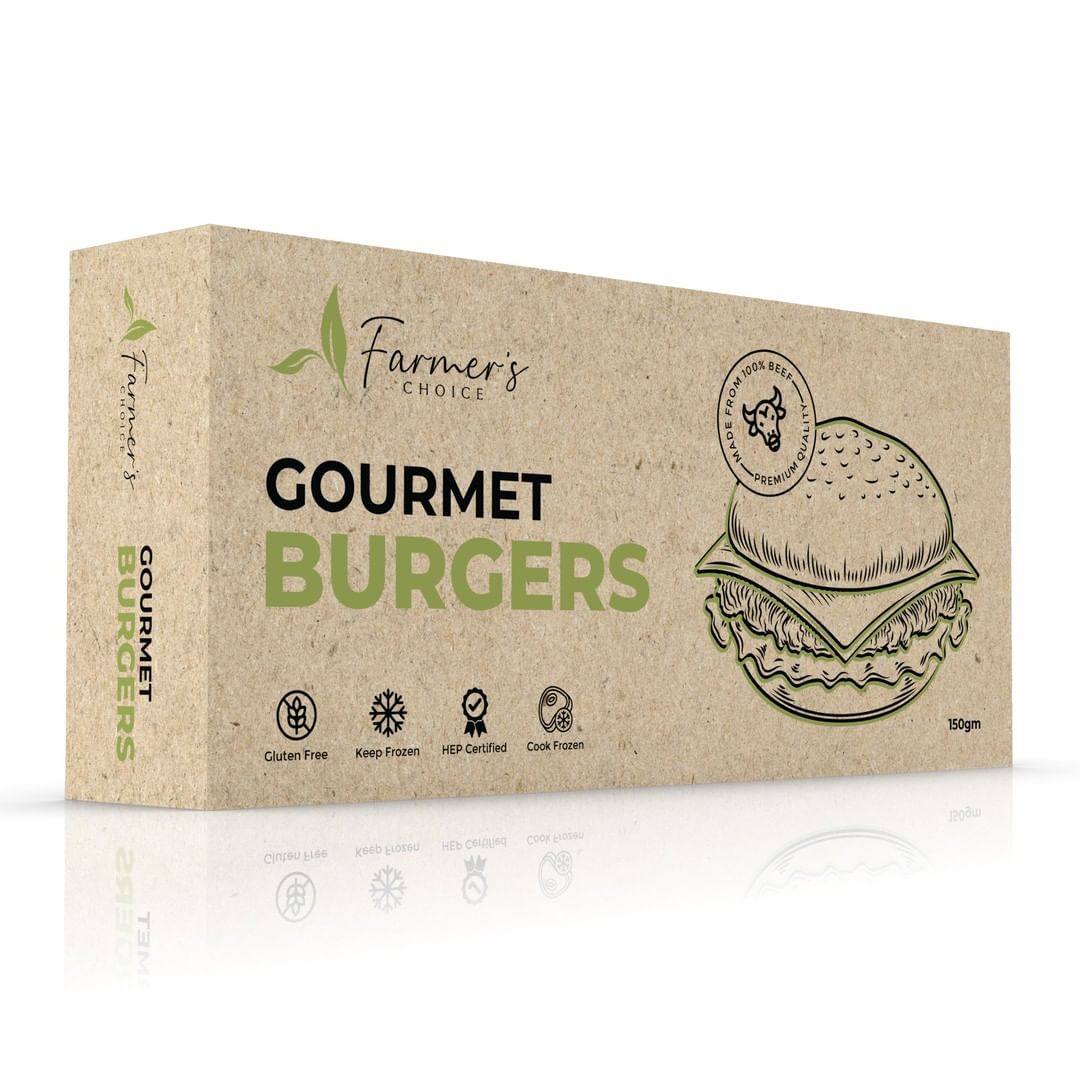 Farmer's
CHOICE
GOURMET
BURGERS
Farmer's
CHOICE
GOURMET
BURGERS
MADE FROM 100% BEEF
PREMIUM QUALITY
Gluten Free
Keep Frozen
HEP Certified
Cook Frozen
150gm